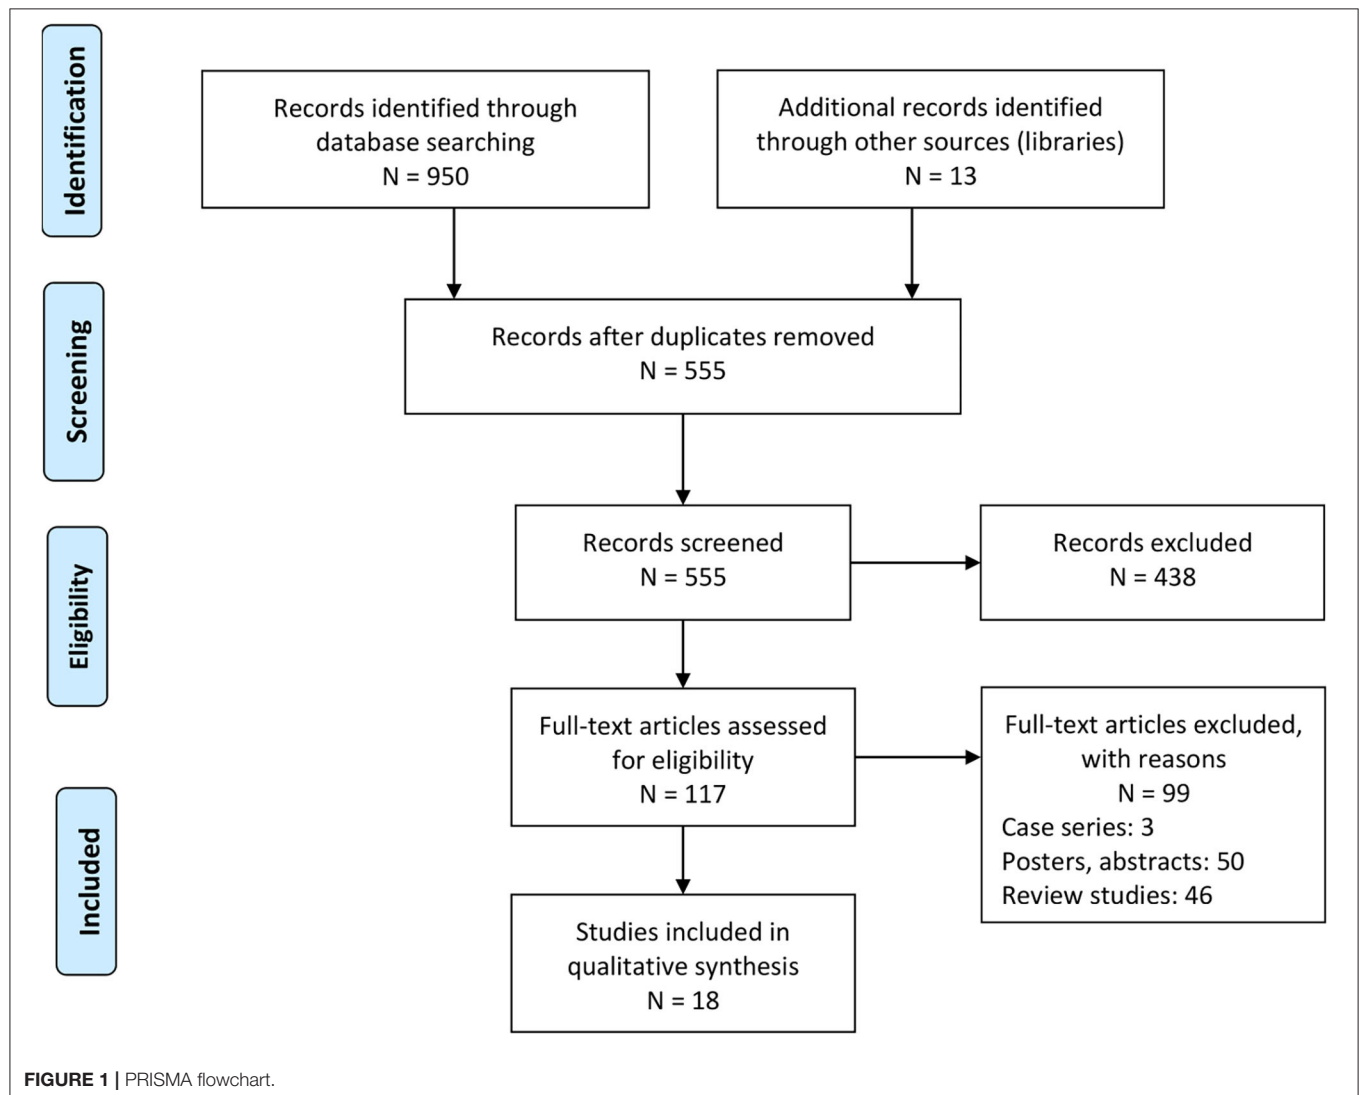 Identification
Records identified through
database searching
N = 950
Additional records identified
through other sources (libraries)
N = 13
Screening
Records after duplicates removed
N = 555
Eligibility
Records screened
N = 555
Records excluded
N = 438
Full-text articles assessed
for eligibility
N = 117
Full-text articles excluded,
with reasons
N = 99
Case series: 3
Posters, abstracts: 50
Review studies: 46
Included
Studies included in
qualitative synthesis
N = 18
FIGURE 1 | PRISMA flowchart.